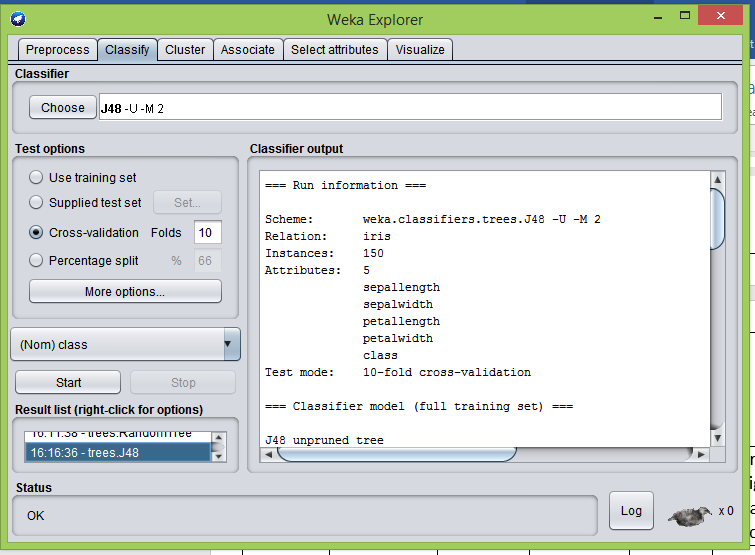 Weka Explorer
Preprocess Classify Cluster Associate Select attributes Visualize
Classifier
Choose J48 -U -M 2
Test options
Use training set
Supplied test set Set...
Cross-validation Folds 10
Percentage split % 66
More options...
(Nom) class
Start Stop
Result list (right-click for options)
16:11:38 - trees.RandomTree
16:16:36 - trees.J48
Classifier output
=== Run information ===
Scheme: weka.classifiers.trees.J48 -U -M 2
Relation: iris
Instances: 150
Attributes: 5
sepallength
sepalwidth
petallength
petalwidth
class
Test mode: 10-fold cross-validation
=== Classifier model (full training set) ===
J48 unpruned tree
Status
OK
Log x 0